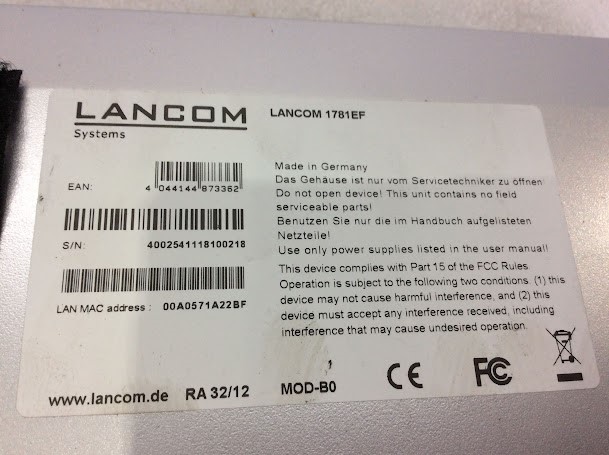 LANCOM
Systems
LANCOM 1781EF
EAN:
4 044144 873362
S/N:
4002541118100218
LAN MAC address : 00A0571A22BF
Made in Germany
Das Gehäuse ist nur vom Servicetechniker zu öffnen
Do not open device! This unit contains no field
serviceable parts!
Benutzen Sie nur die im Handbuch aufgelisteten
Netzteile!
Use only power supplies listed in the user manual!
This device complies with Part 15 of the FCC Rules
Operation is subject to the following two conditions. (1) this
device may not cause harmful interference, and (2) this
device must accept any interference received, including
interference that may cause undesired operation.
www.lancom.de RA 32/12 MOD-B0 CE FC